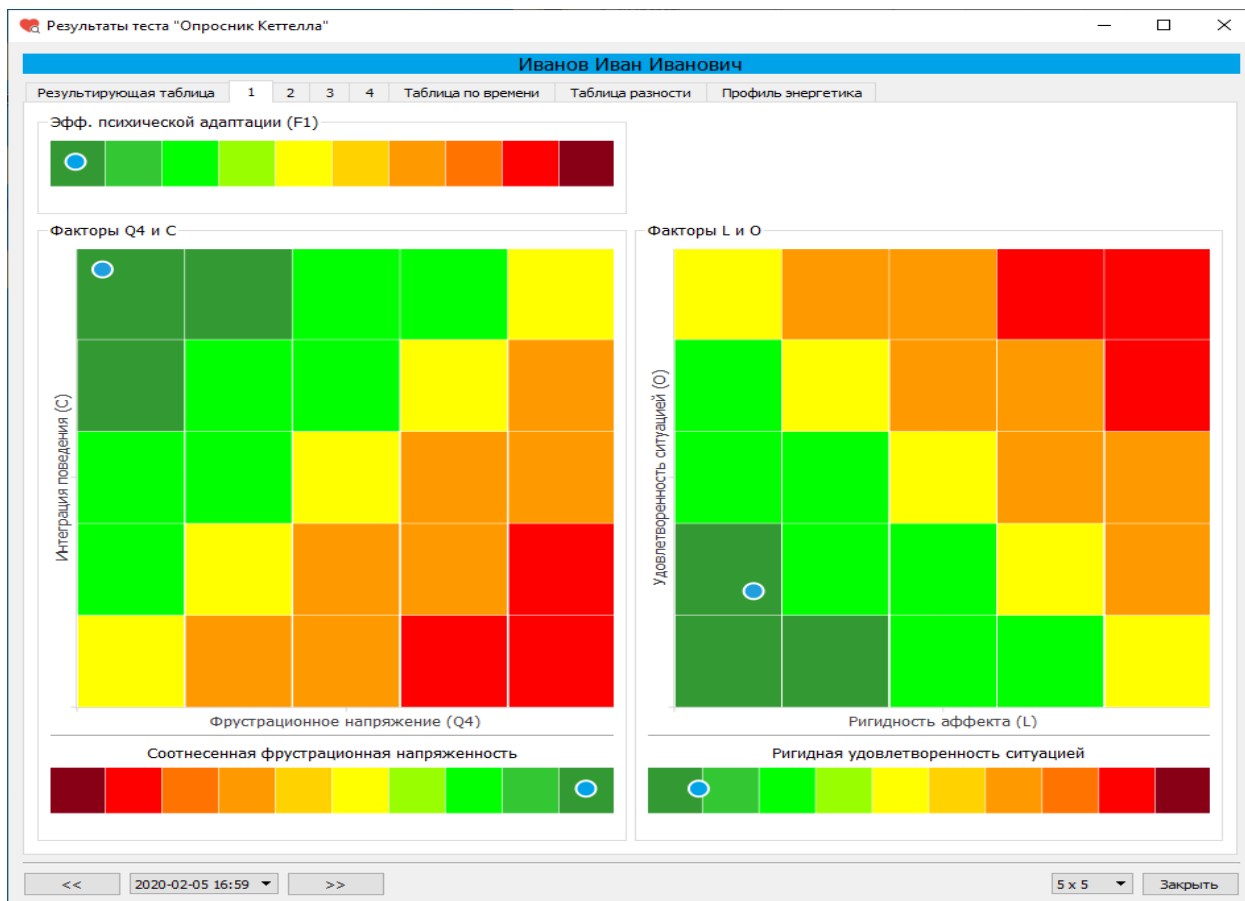 Результаты теста "Опросник Кеттелла"
Иванов Иван Иванович
Результирующая таблица 1 2 3 4 Таблица по времени Таблица разности Профиль энергетика
Эфф. психической адаптации (F1)
Факторы Q4 и C
Интеграция поведения (C)
Фрустрационное напряжение (Q4)
Соотнесенная фрустрационная напряженность
Факторы L и O
Удовлетворенность ситуацией (O)
Ригидность аффекта (L)
Ригидная удовлетворенность ситуацией
<< 2020-02-05 16:59 >> 5 x 5 Закрыть